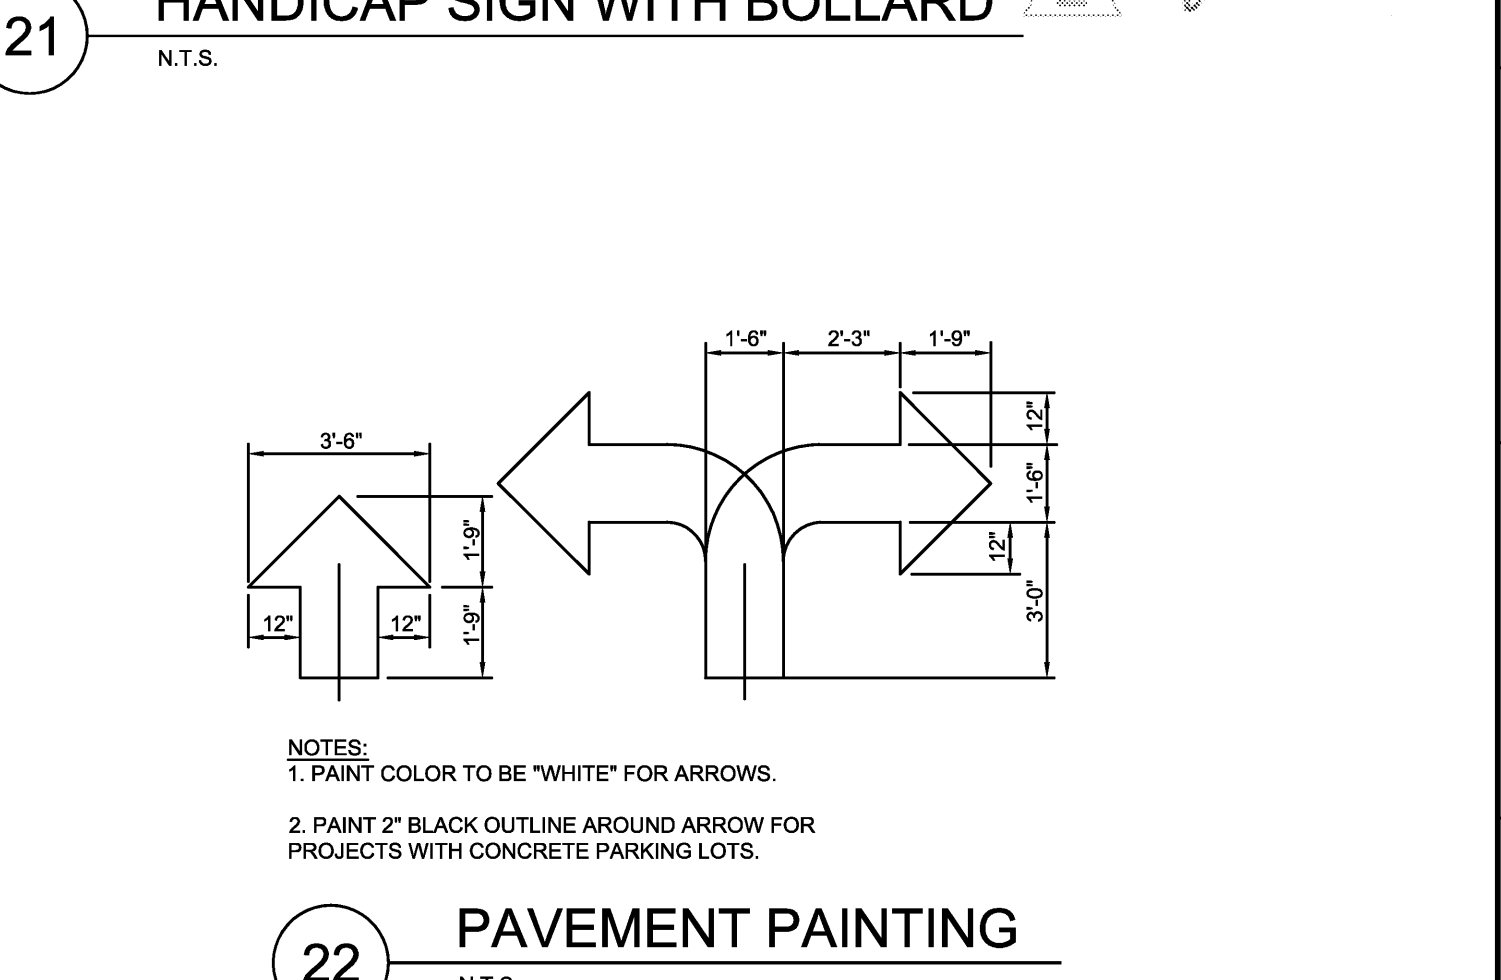 HANDICAP SIGN WITH BOLLARD
21
N.T.S.
1'-6" 2'-3" 1'-9"
12"
3'-6"
1'-6"
1'-9"
12"
3'-0"
12" 12" 1'-9"
NOTES:
1. PAINT COLOR TO BE "WHITE" FOR ARROWS.
2. PAINT 2" BLACK OUTLINE AROUND ARROW FOR
PROJECTS WITH CONCRETE PARKING LOTS.
PAVEMENT PAINTING
22
N.T.S.